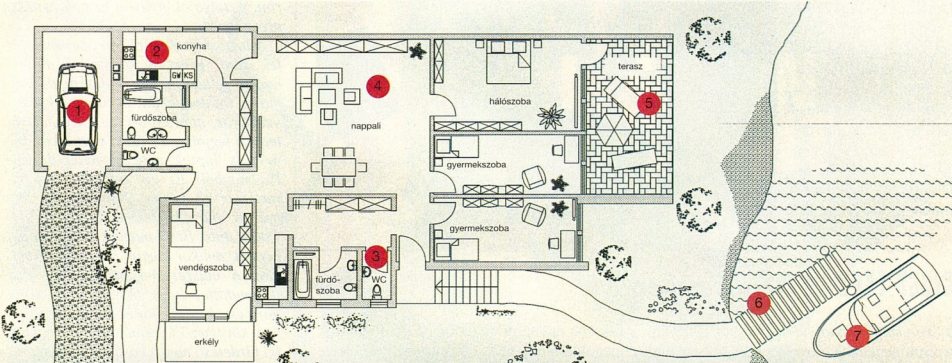 konyha
2
GW KS
1
fürdőszoba
WC
4
nappali
hálószoba
terasz
5
gyermekszoba
gyermekszoba
vendégszoba
erkély
fürdő-
szoba
3
WC
6
7